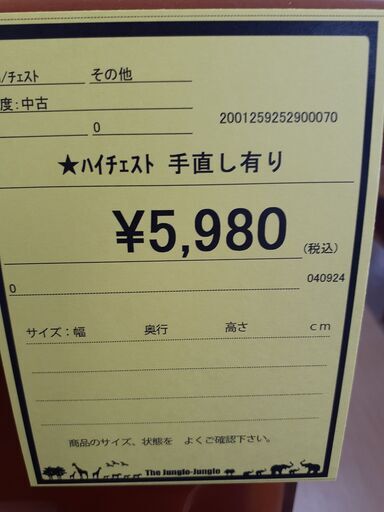 /ﾁｪｽﾄ その他
度:中古
0 2001259252900070
★ﾊｲﾁｪｽﾄ 手直し有り
¥5,980 (税込)
0 040924
サイズ:幅 奥行 高さ cm
商品のサイズ、状態を よくご確認下さい。
The Jungle-Jungle